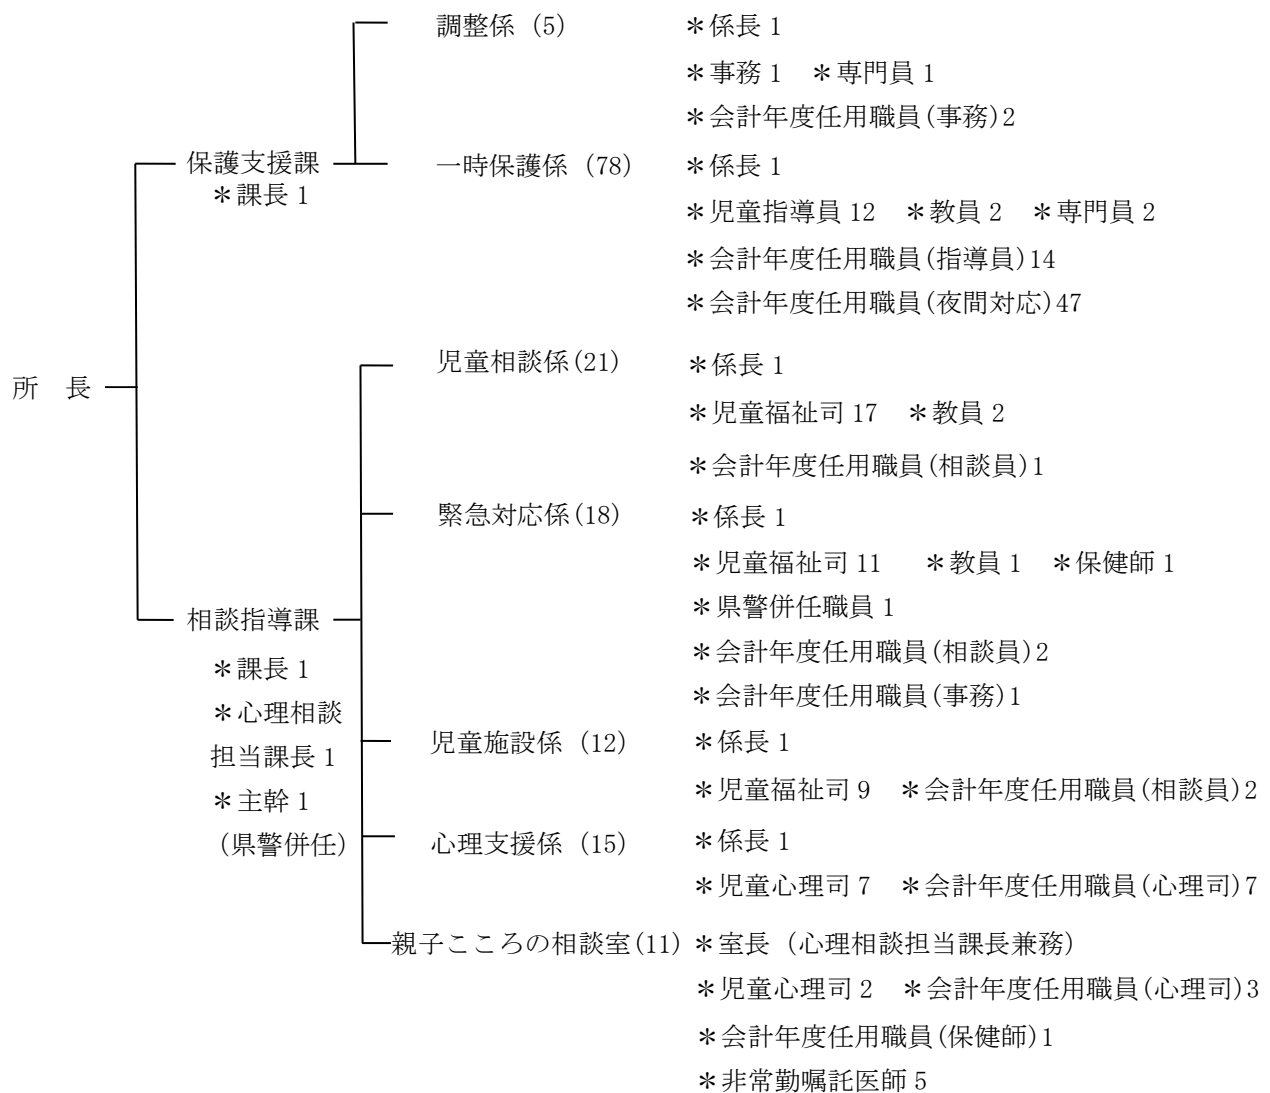 調整係 (5) ＊係長 1
＊事務 1 ＊専門員 1
＊会計年度任用職員(事務)2
保護支援課 一時保護係 (78) ＊係長 1
＊課長 1
＊児童指導員 12 ＊教員 2 ＊専門員 2
＊会計年度任用職員(指導員)14
＊会計年度任用職員(夜間対応)47
所 長
児童相談係(21) ＊係長 1
＊児童福祉司 17 ＊教員 2
＊会計年度任用職員(相談員)1
緊急対応係(18) ＊係長 1
＊児童福祉司 11 ＊教員 1 ＊保健師 1
＊県警併任職員 1
相談指導課
＊会計年度任用職員(相談員)2
＊課長 1
＊会計年度任用職員(事務)1
＊心理相談
担当課長 1
児童施設係 (12) ＊係長 1
＊児童福祉司 9 ＊会計年度任用職員(相談員)2
＊主幹 1
(県警併任)
心理支援係 (15) ＊係長 1
＊児童心理司 7 ＊会計年度任用職員(心理司)7
親子こころの相談室(11) ＊室長 (心理相談担当課長兼務)
＊児童心理司 2 ＊会計年度任用職員(心理司)3
＊会計年度任用職員(保健師)1
＊非常勤嘱託医師 5